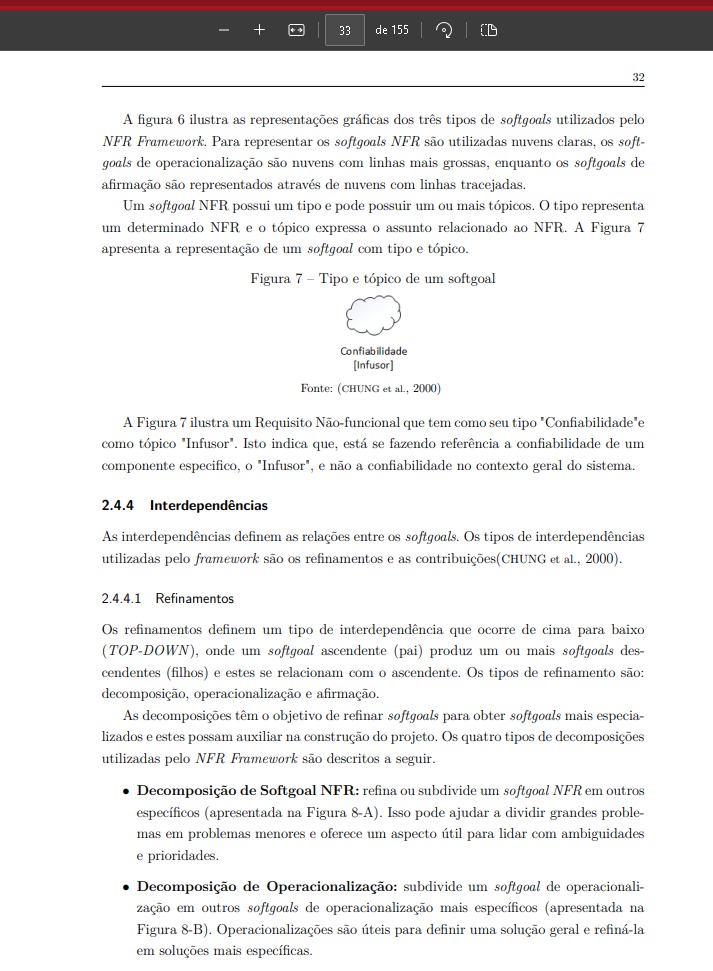 33 de 155
32
A figura 6 ilustra as representações gráficas dos três tipos de softgoals utilizados pelo
NFR Framework. Para representar os softgoals NFR são utilizadas nuvens claras, os soft-
goals de operacionalização são nuvens com linhas mais grossas, enquanto os softgoals de
afirmação são representados através de nuvens com linhas tracejadas.
Um softgoal NFR possui um tipo e pode possuir um ou mais tópicos. O tipo representa
um determinado NFR e o tópico expressa o assunto relacionado ao NFR. A Figura 7
apresenta a representação de um softgoal com tipo e tópico.
Figura 7 – Tipo e tópico de um softgoal
Confiabilidade
[Infusor]
Fonte: (CHUNG et al., 2000)
A Figura 7 ilustra um Requisito Não-funcional que tem como seu tipo "Confiabilidade"e
como tópico "Infusor". Isto indica que, está se fazendo referência a confiabilidade de um
componente especifico, o "Infusor", e não a confiabilidade no contexto geral do sistema.
2.4.4 Interdependências
As interdependências definem as relações entre os softgoals. Os tipos de interdependências
utilizadas pelo framework são os refinamentos e as contribuições(CHUNG et al., 2000).
2.4.4.1 Refinamentos
Os refinamentos definem um tipo de interdependência que ocorre de cima para baixo
(TOP-DOWN), onde um softgoal ascendente (pai) produz um ou mais softgoals des-
cendentes (filhos) e estes se relacionam com o ascendente. Os tipos de refinamento são:
decomposição, operacionalização e afirmação.
As decomposições têm o objetivo de refinar softgoals para obter softgoals mais especia-
lizados e estes possam auxiliar na construção do projeto. Os quatro tipos de decomposições
utilizadas pelo NFR Framework são descritos a seguir.
• Decomposição de Softgoal NFR: refina ou subdivide um softgoal NFR em outros
específicos (apresentada na Figura 8-A). Isso pode ajudar a dividir grandes proble-
mas em problemas menores e oferece um aspecto útil para lidar com ambiguidades
e prioridades.
• Decomposição de Operacionalização: subdivide um softgoal de operacionali-
zação em outros softgoals de operacionalização mais específicos (apresentada na
Figura 8-B). Operacionalizações são úteis para definir uma solução geral e refiná-la
em soluções mais específicas.